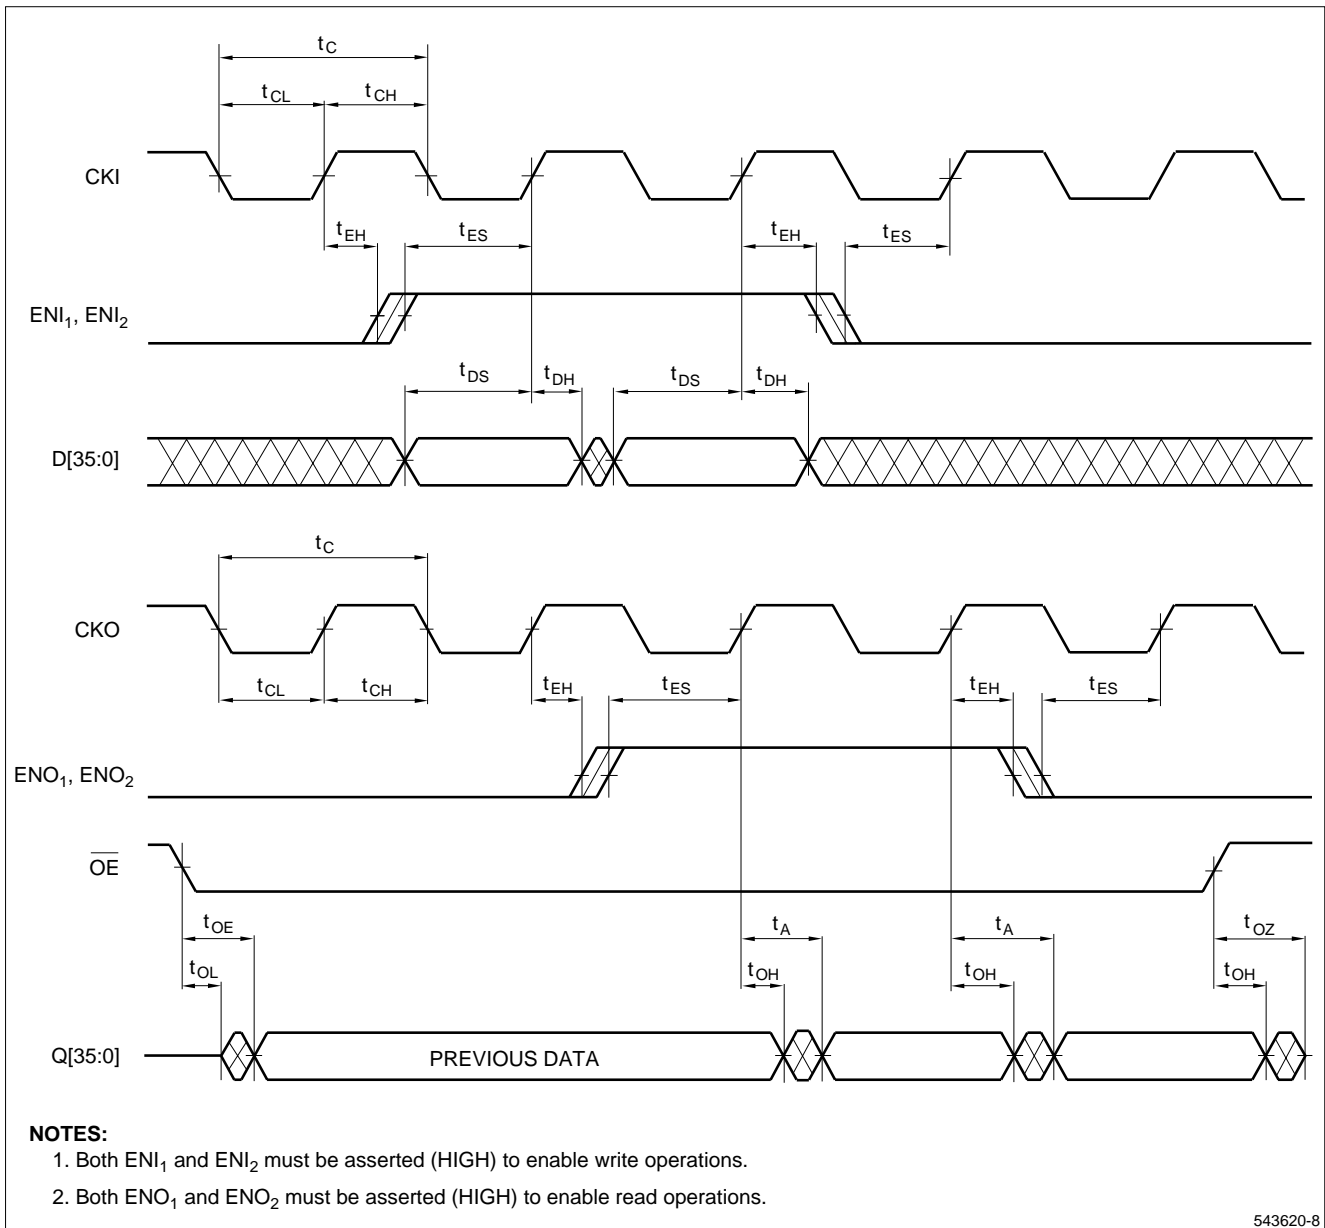 tC
tCL tCH
CKI
tEH tES tEH tES
ENI1, ENI2
tDS tDH tDS tDH
D[35:0]
tC
CKO
tCL tCH tEH tES tEH tES
ENO1, ENO2
OE
tOE tA tA tOZ
tOL tOH tOH tOH
Q[35:0] PREVIOUS DATA
NOTES:
1. Both ENI1 and ENI2 must be asserted (HIGH) to enable write operations.
2. Both ENO1 and ENO2 must be asserted (HIGH) to enable read operations.
543620-8